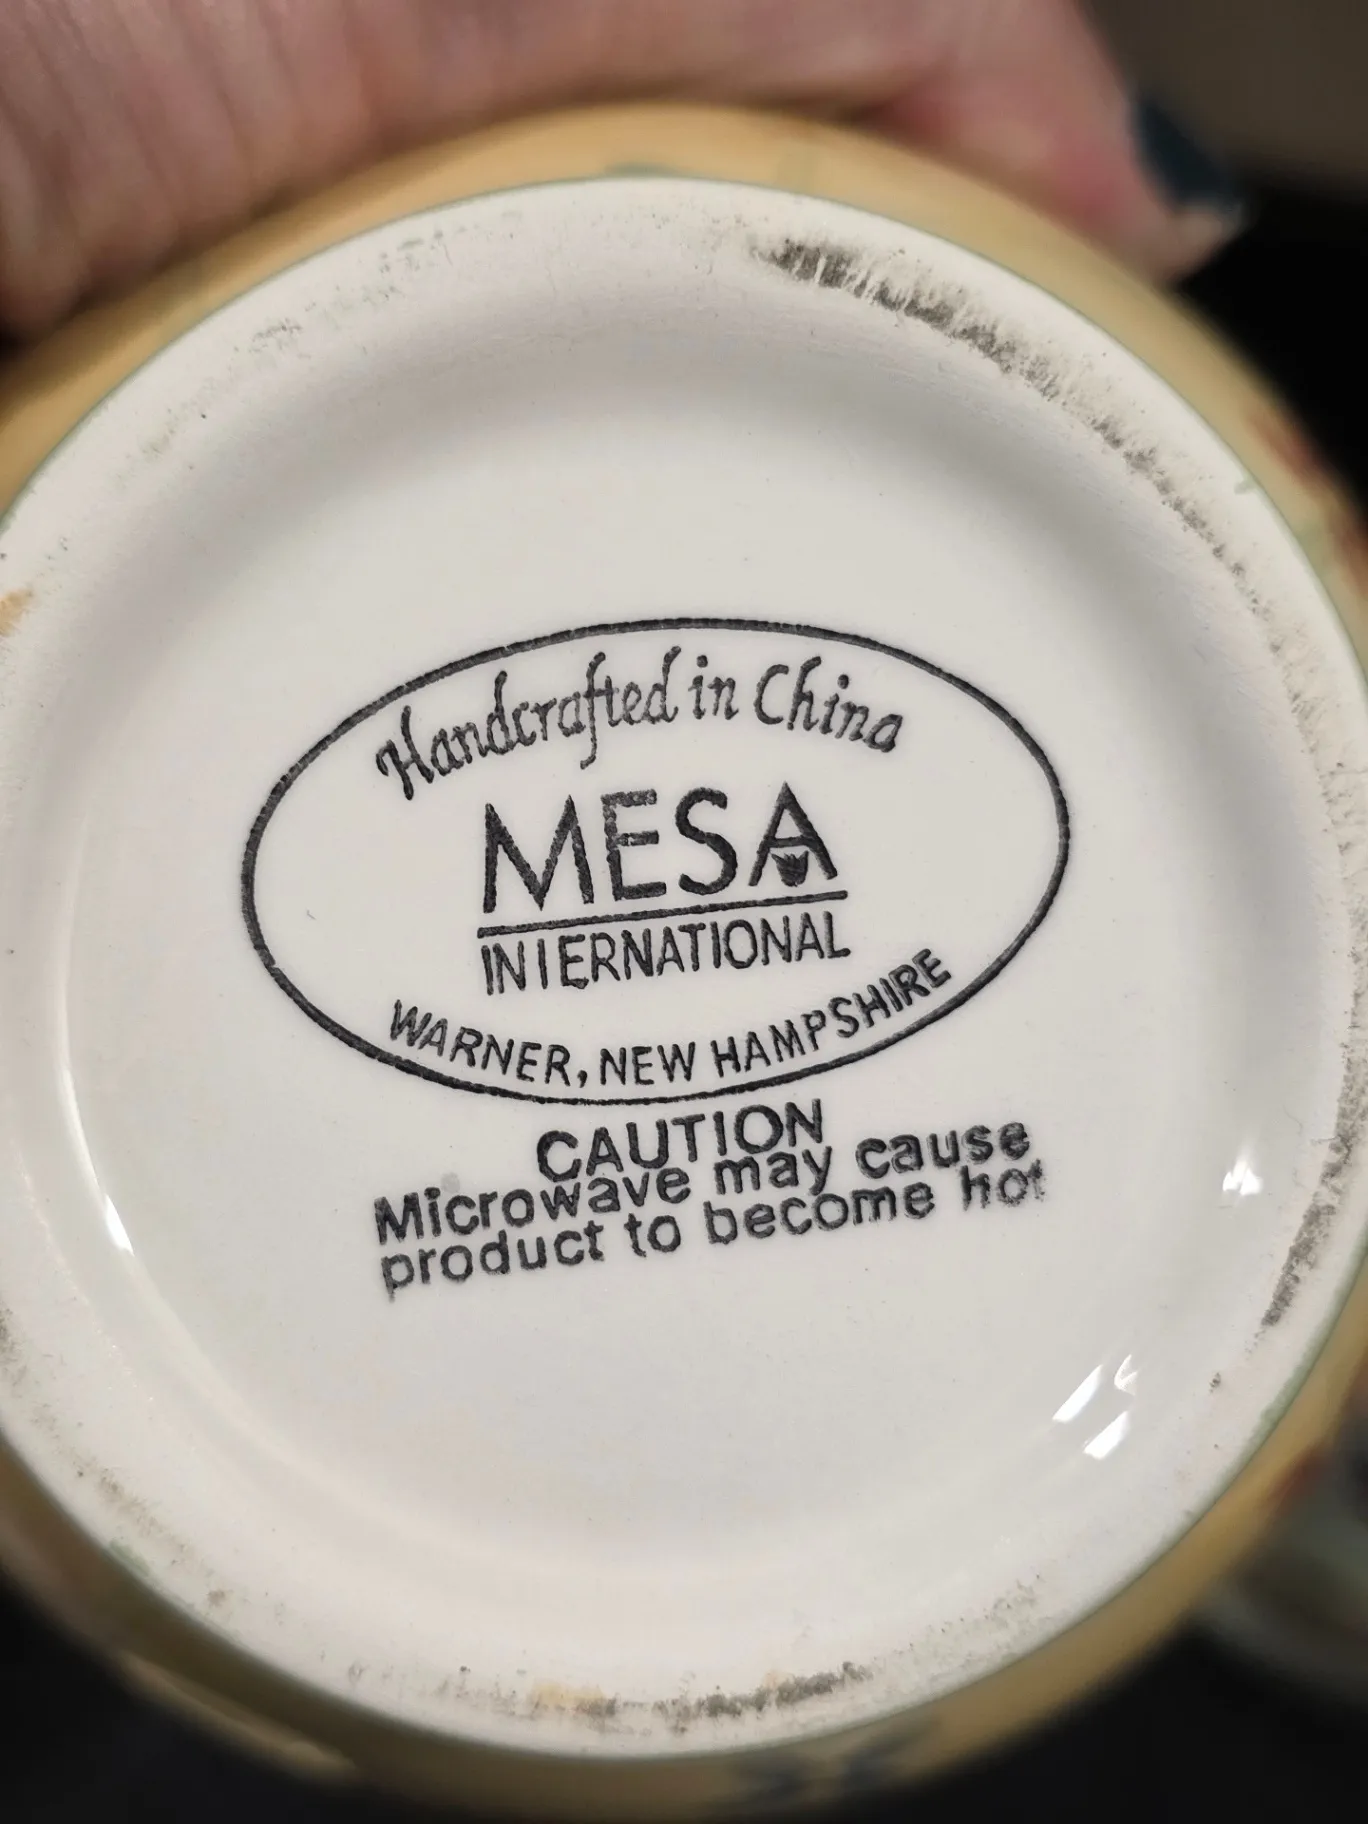 Handcrafted in China
MESA
INTERNATIONAL
WARNER, NEW HAMPSHIRE
CAUTION
Microwave may cause
product to become hot